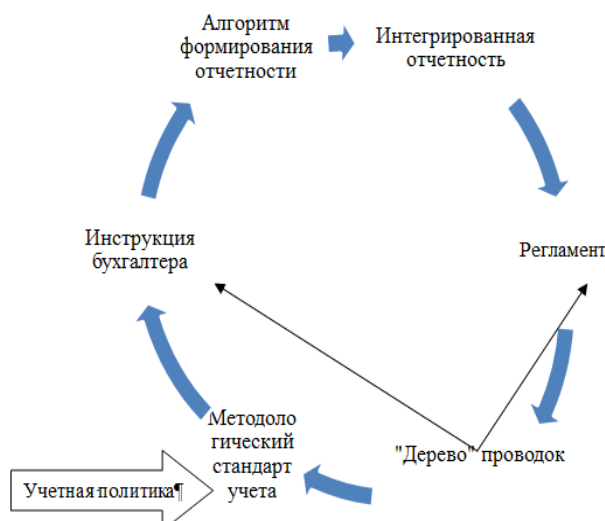 Алгоритм
формирования
отчетности
Интегрированная
отчетность
Инструкция
бухгалтера
Регламент
Методоло
гический
стандарт
учета
"Дерево" проводок
Учетная политика¶